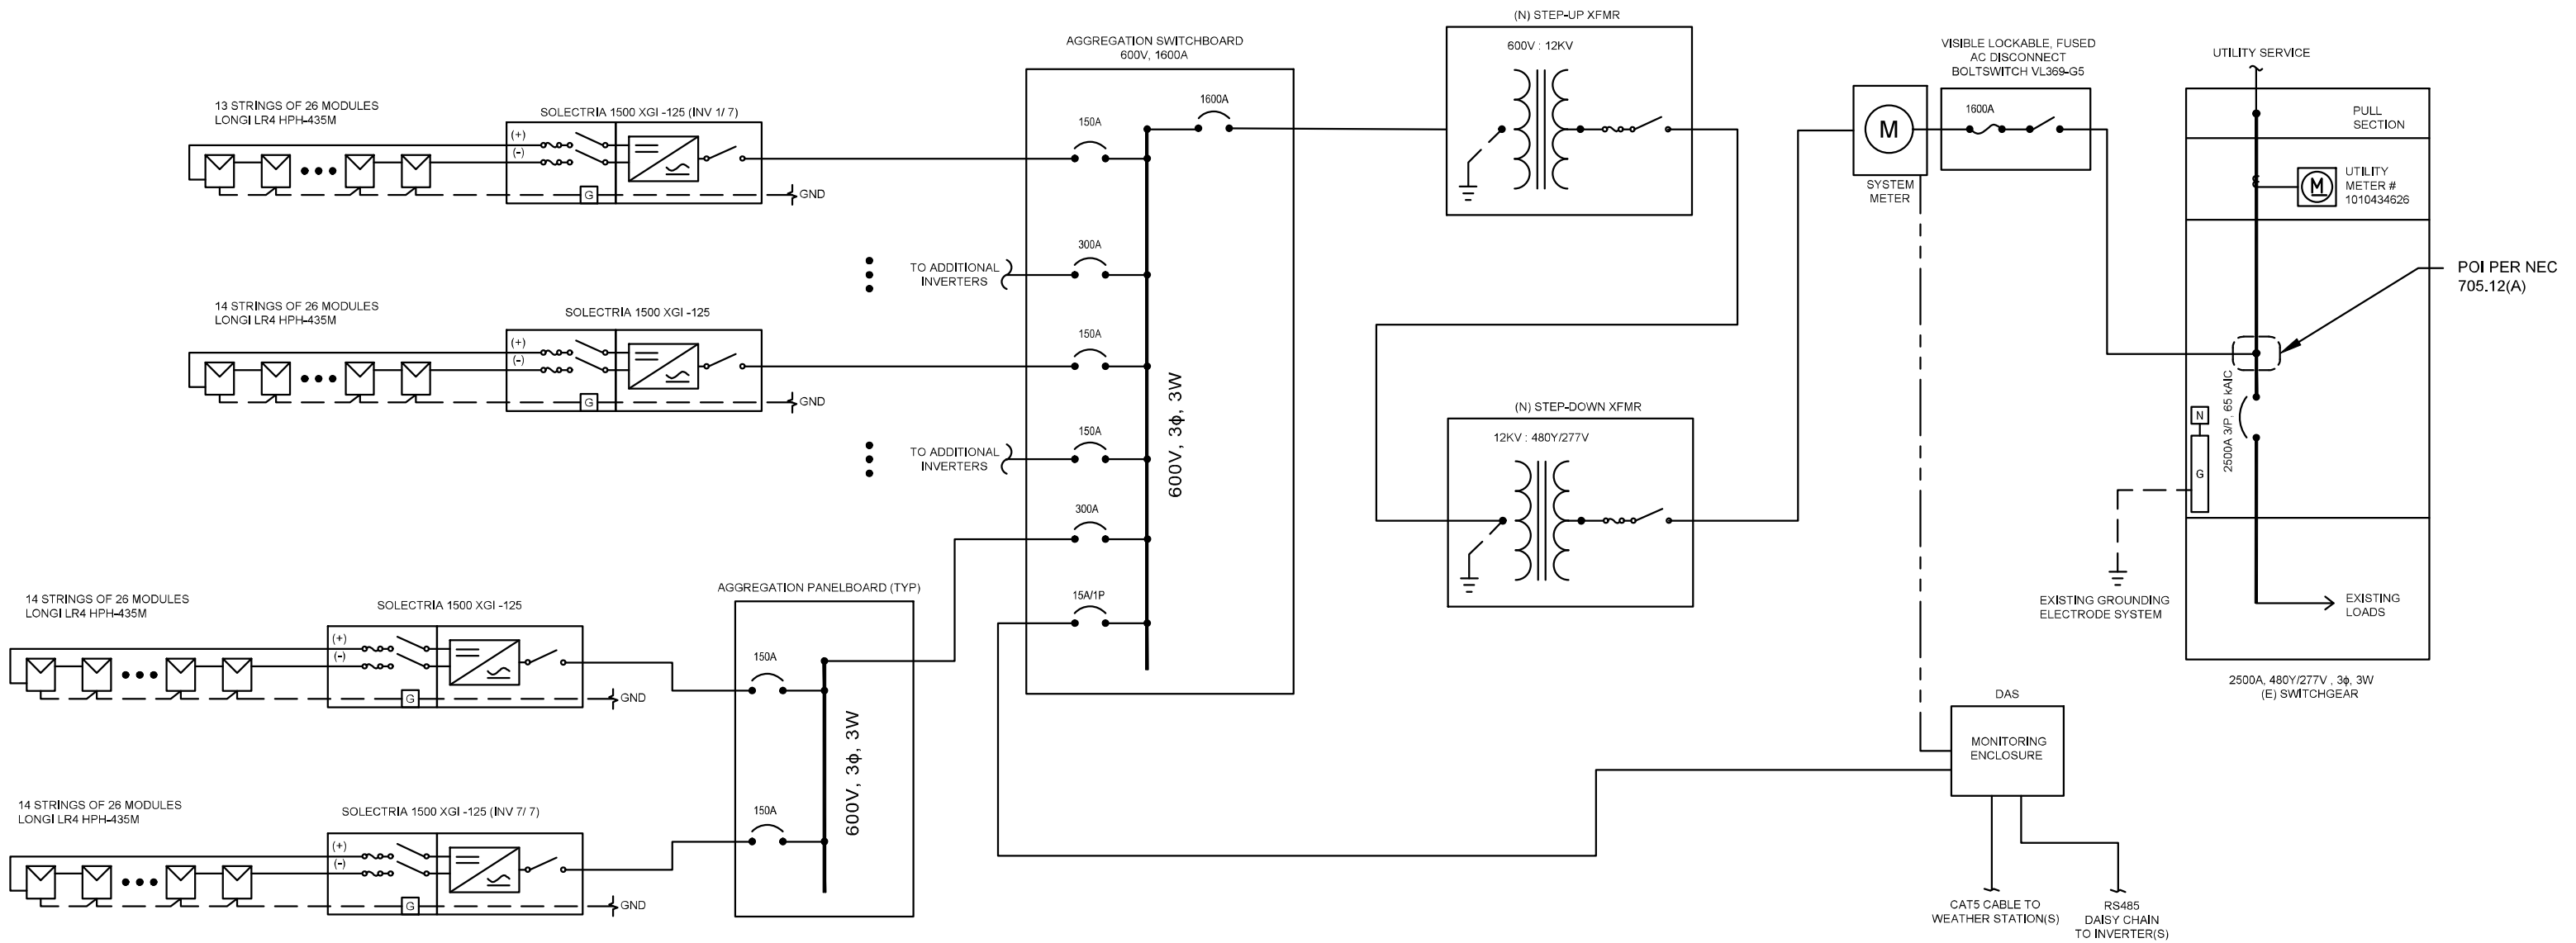 13 STRINGS OF 26 MODULES
LONGI LR4 HPH-435M
SOLECTRIA 1500 XGI -125 (INV 1/ 7)
(+)
(-)
G
GND
TO ADDITIONAL
INVERTERS
14 STRINGS OF 26 MODULES
LONGI LR4 HPH-435M
SOLECTRIA 1500 XGI -125
(+)
(-)
G
GND
TO ADDITIONAL
INVERTERS
14 STRINGS OF 26 MODULES
LONGI LR4 HPH-435M
SOLECTRIA 1500 XGI -125
(+)
(-)
G
GND
14 STRINGS OF 26 MODULES
LONGI LR4 HPH-435M
SOLECTRIA 1500 XGI -125 (INV 7/ 7)
(+)
(-)
G
GND
AGGREGATION PANELBOARD (TYP)
150A
150A
600V, 3ϕ, 3W
AGGREGATION SWITCHBOARD
600V, 1600A
1600A
150A
300A
150A
150A
300A
15A/1P
600V, 3ϕ, 3W
(N) STEP-UP XFMR
600V : 12KV
(N) STEP-DOWN XFMR
12KV : 480Y/277V
M
SYSTEM
METER
VISIBLE LOCKABLE, FUSED
AC DISCONNECT
BOLTSWITCH VL369-G5
1600A
UTILITY SERVICE
PULL
SECTION
M
UTILITY
METER #
1010434626
POI PER NEC
705.12(A)
2500A 3/P, 65 kAIC
N
G
EXISTING GROUNDING
ELECTRODE SYSTEM
EXISTING
LOADS
2500A, 480Y/277V , 3ϕ, 3W
(E) SWITCHGEAR
DAS
MONITORING
ENCLOSURE
CAT5 CABLE TO
WEATHER STATION(S)
RS485
DAISY CHAIN
TO INVERTER(S)